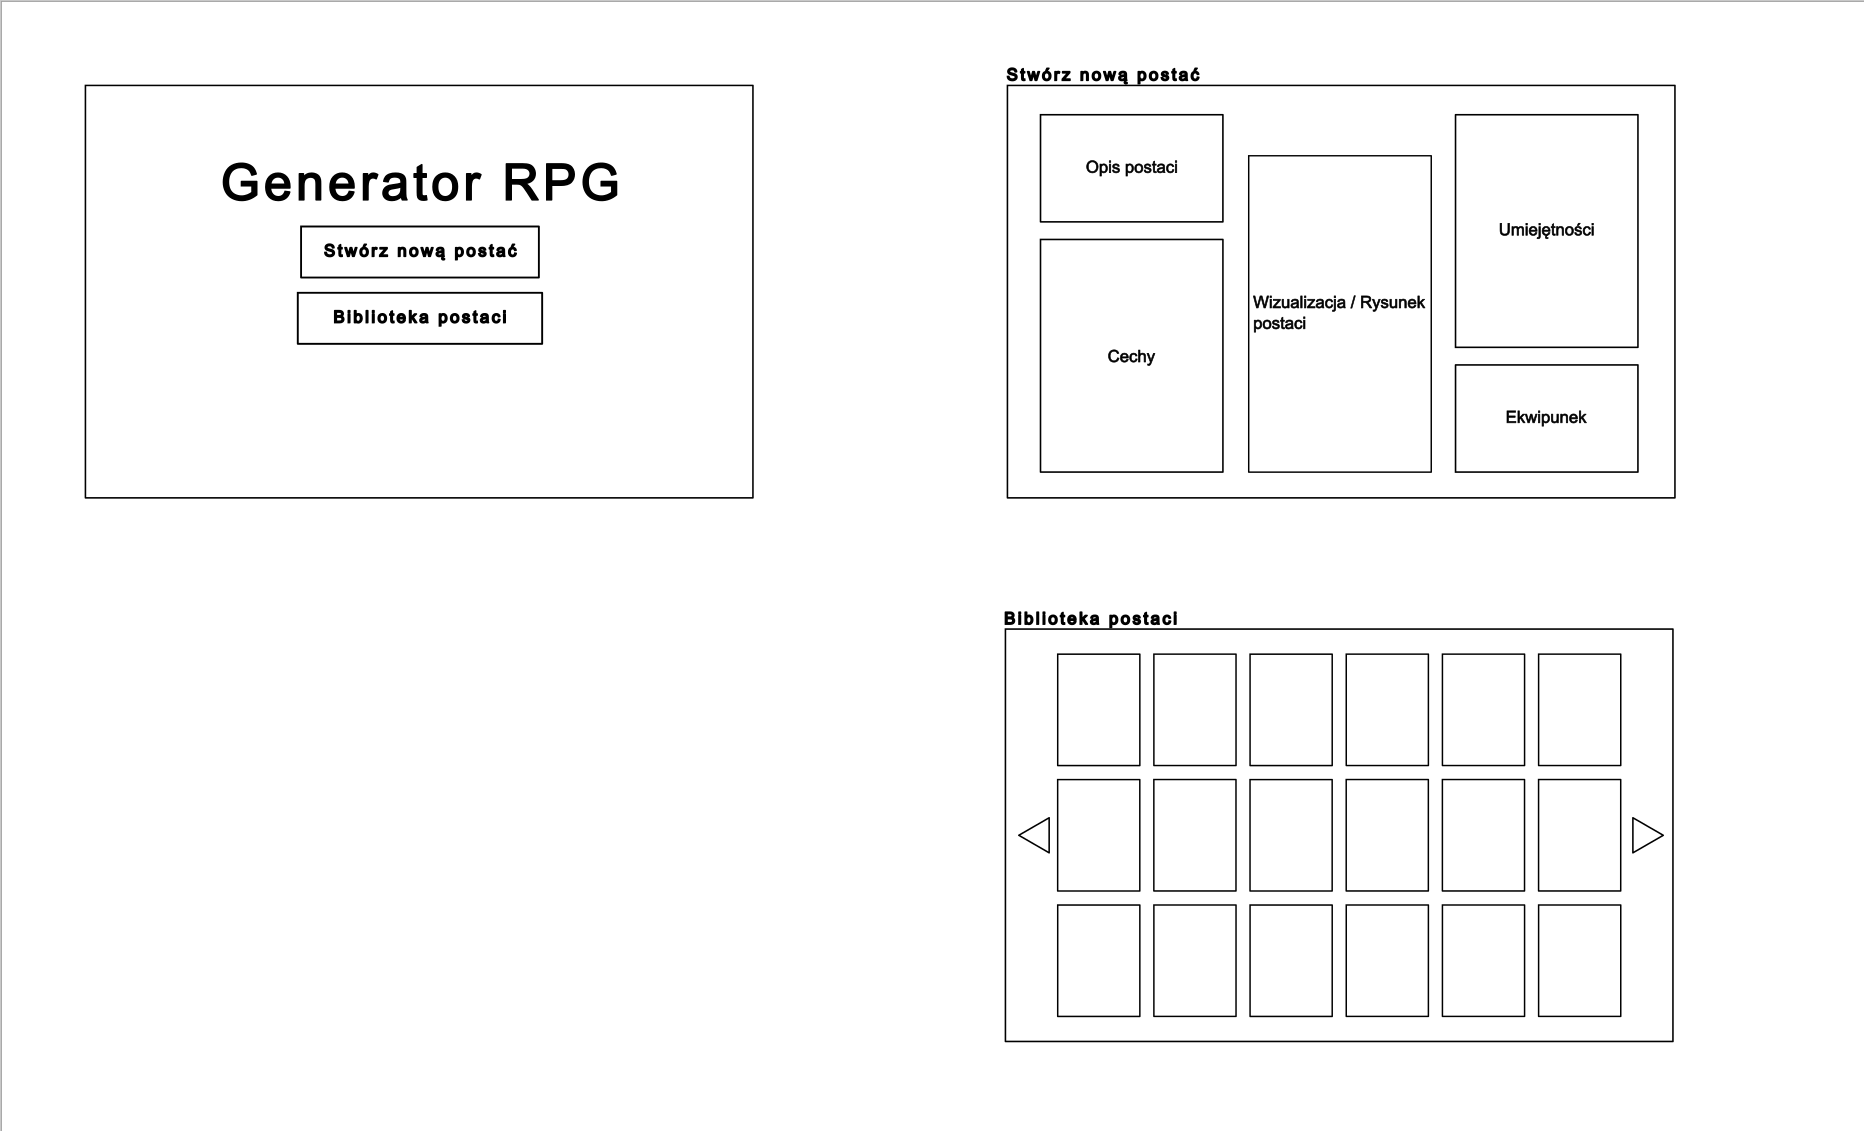 Generator RPG
Stwórz nową postać
Biblioteka postaci
Stwórz nową postać
Opis postaci
Cechy
Wizualizacja / Rysunek
postaci
Umiejętności
Ekwipunek
Biblioteka postaci